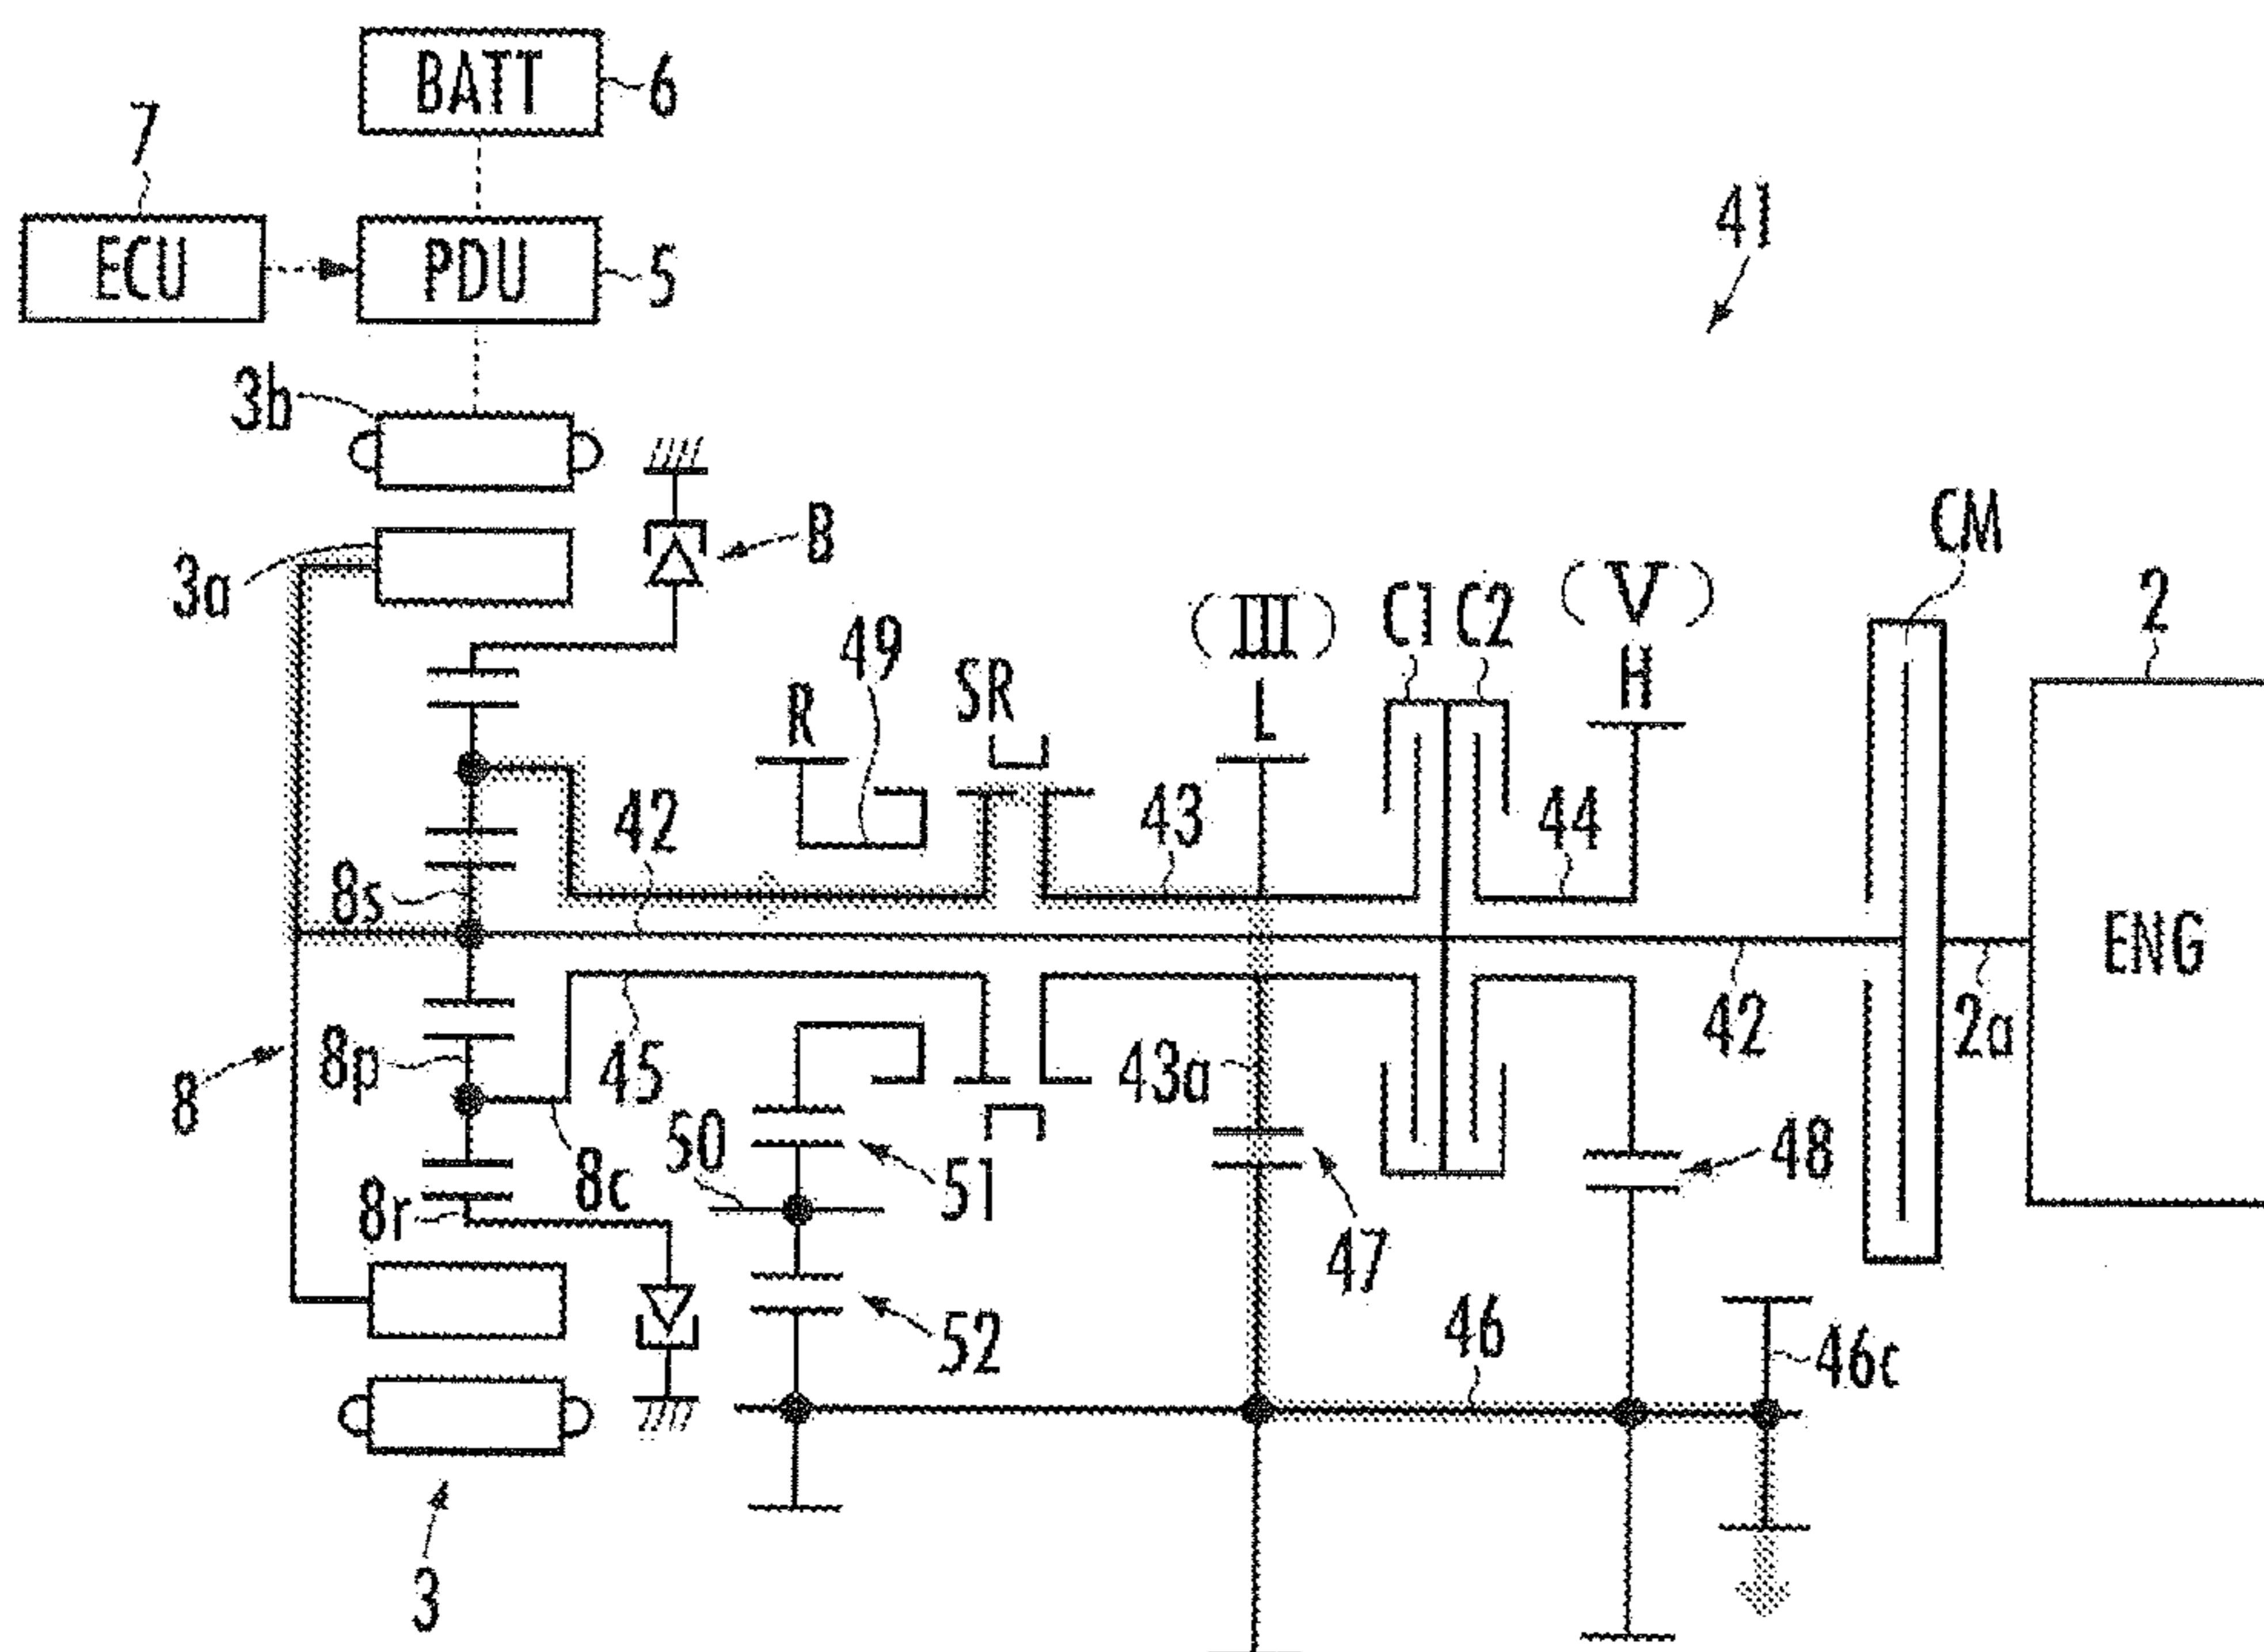 BATT
6
7
ECU
PDU
5
41
3b
CM
B
3a
2
(III)
C1
C2
(V)
49
SR
R
L
H
42
43
44
8s
ENG
42
2a
8p
45
43a
8
50
48
8r
8c
51
47
52
46
46c
3